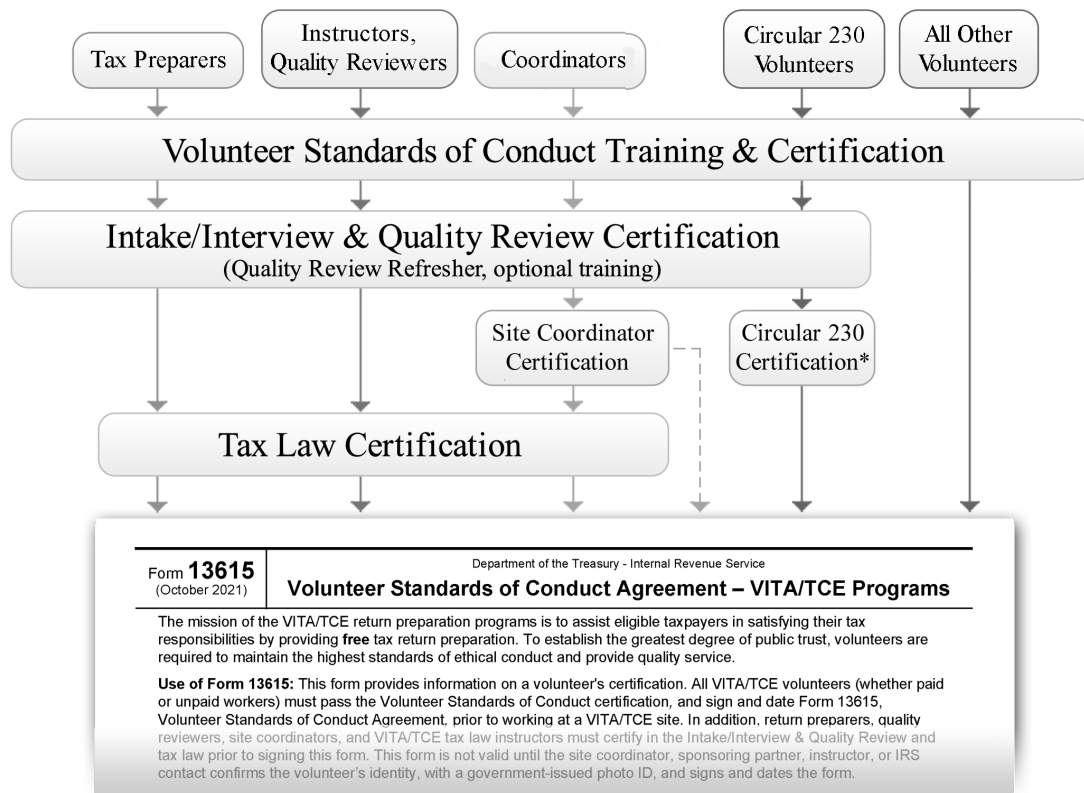 Tax Preparers
Instructors,
Quality Reviewers
Coordinators
Circular 230
Volunteers
All Other
Volunteers
Volunteer Standards of Conduct Training & Certification
Intake/Interview & Quality Review Certification
(Quality Review Refresher, optional training)
Site Coordinator
Certification
Circular 230
Certification*
Tax Law Certification
Form 13615
(October 2021)
Department of the Treasury - Internal Revenue Service
Volunteer Standards of Conduct Agreement – VITA/TCE Programs
The mission of the VITA/TCE return preparation programs is to assist eligible taxpayers in satisfying their tax
responsibilities by providing free tax return preparation. To establish the greatest degree of public trust, volunteers are
required to maintain the highest standards of ethical conduct and provide quality service.
Use of Form 13615: This form provides information on a volunteer's certification. All VITA/TCE volunteers (whether paid
or unpaid workers) must pass the Volunteer Standards of Conduct certification, and sign and date Form 13615,
Volunteer Standards of Conduct Agreement, prior to working at a VITA/TCE site. In addition, return preparers, quality
reviewers, site coordinators, and VITA/TCE tax law instructors must certify in the Intake/Interview & Quality Review and
tax law prior to signing this form. This form is not valid until the site coordinator, sponsoring partner, instructor, or IRS
contact confirms the volunteer's identity, with a government-issued photo ID, and signs and dates the form.